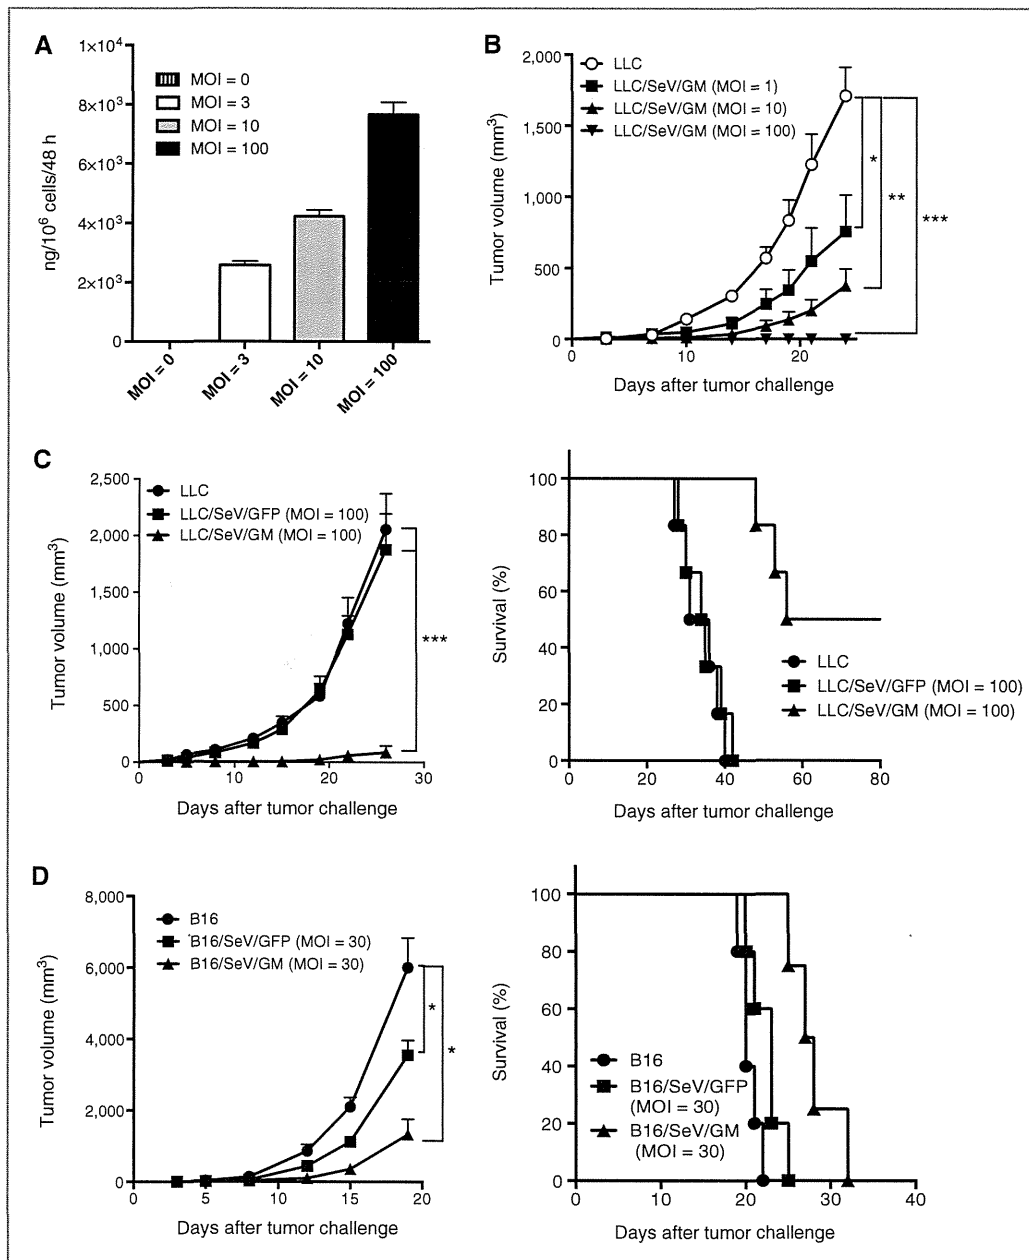 A
1×10⁴
8×10³
6×10³
4×10³
2×10³
0
ng/10⁶ cells/48 h
MOI = 0
MOI = 3
MOI = 10
MOI = 100
MOI = 0
MOI = 3
MOI = 10
MOI = 100
B
2,000
1,500
1,000
500
0
Tumor volume (mm³)
LLC
LLC/SeV/GM (MOI = 1)
LLC/SeV/GM (MOI = 10)
LLC/SeV/GM (MOI = 100)
*
**
***
0 10 20
Days after tumor challenge
C
2,500
2,000
1,500
1,000
500
0
Tumor volume (mm³)
LLC
LLC/SeV/GFP (MOI = 100)
LLC/SeV/GM (MOI = 100)
***
0 10 20 30
Days after tumor challenge
100
80
60
40
20
0
Survival (%)
LLC
LLC/SeV/GFP (MOI = 100)
LLC/SeV/GM (MOI = 100)
0 20 40 60 80
Days after tumor challenge
D
8,000
6,000
4,000
2,000
0
Tumor volume (mm³)
B16
B16/SeV/GFP (MOI = 30)
B16/SeV/GM (MOI = 30)
*
*
0 5 10 15 20
Days after tumor challenge
100
80
60
40
20
0
Survival (%)
B16
B16/SeV/GFP
(MOI = 30)
B16/SeV/GM
(MOI = 30)
0 10 20 30 40
Days after tumor challenge